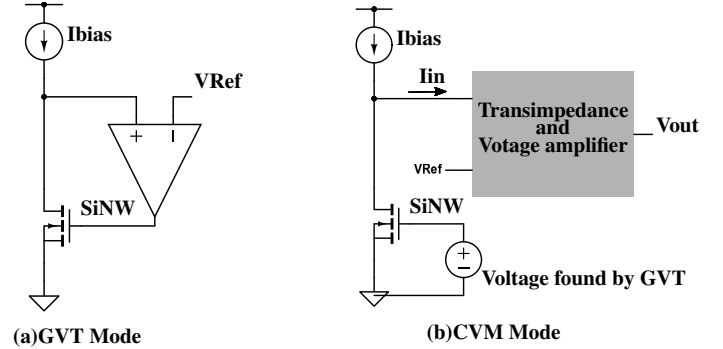 Ibias
VRef
+ −
SiNW
(a)GVT Mode
Ibias
Iin
Transimpedance
and
Votage amplifier
Vout
VRef
SiNW
+
−
Voltage found by GVT
(b)CVM Mode